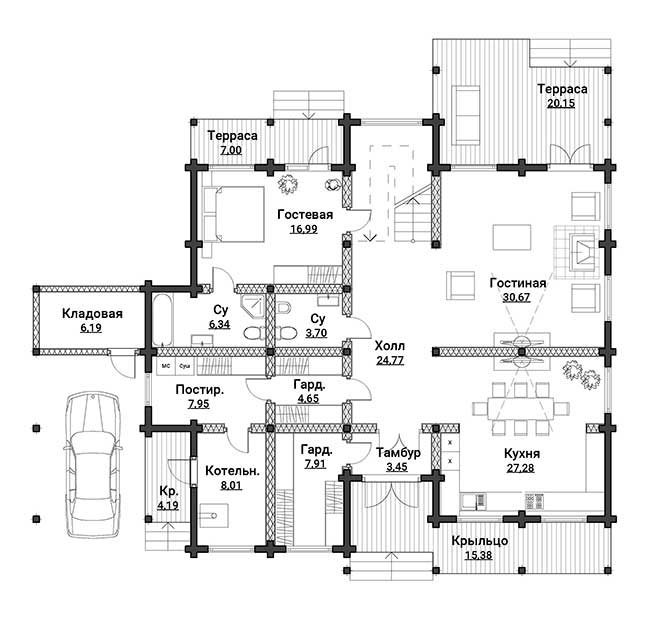 Терраса
20.15
Терраса
7.00
Гостевая
16.99
Гостиная
30.67
Кладовая
6.19
Су
6.34
Су
3.70
Холл
24.77
МС
Суш
Постир.
7.95
Гард.
4.65
Гард.
7.91
Тамбур
3.45
Х
Х
Кухня
27.28
Котельн.
8.01
Кр.
4.19
Крыльцо
15.38